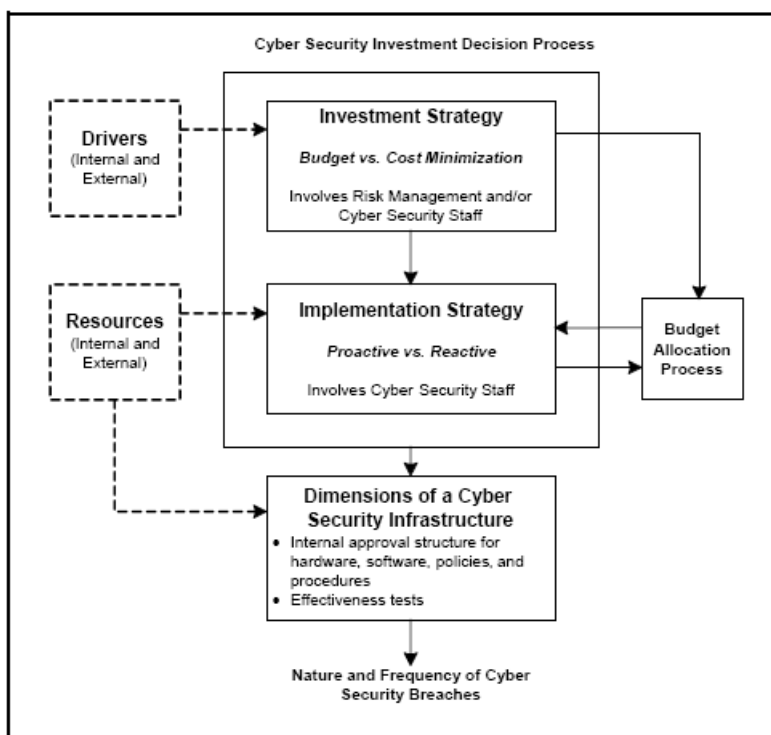 Cyber Security Investment Decision Process
Drivers
(Internal and
External)
Investment Strategy
Budget vs. Cost Minimization
Involves Risk Management and/or
Cyber Security Staff
Resources
(Internal and
External)
Implementation Strategy
Proactive vs. Reactive
Involves Cyber Security Staff
Budget
Allocation
Process
Dimensions of a Cyber
Security Infrastructure
• Internal approval structure for
hardware, software, policies, and
procedures
• Effectiveness tests
Nature and Frequency of Cyber
Security Breaches